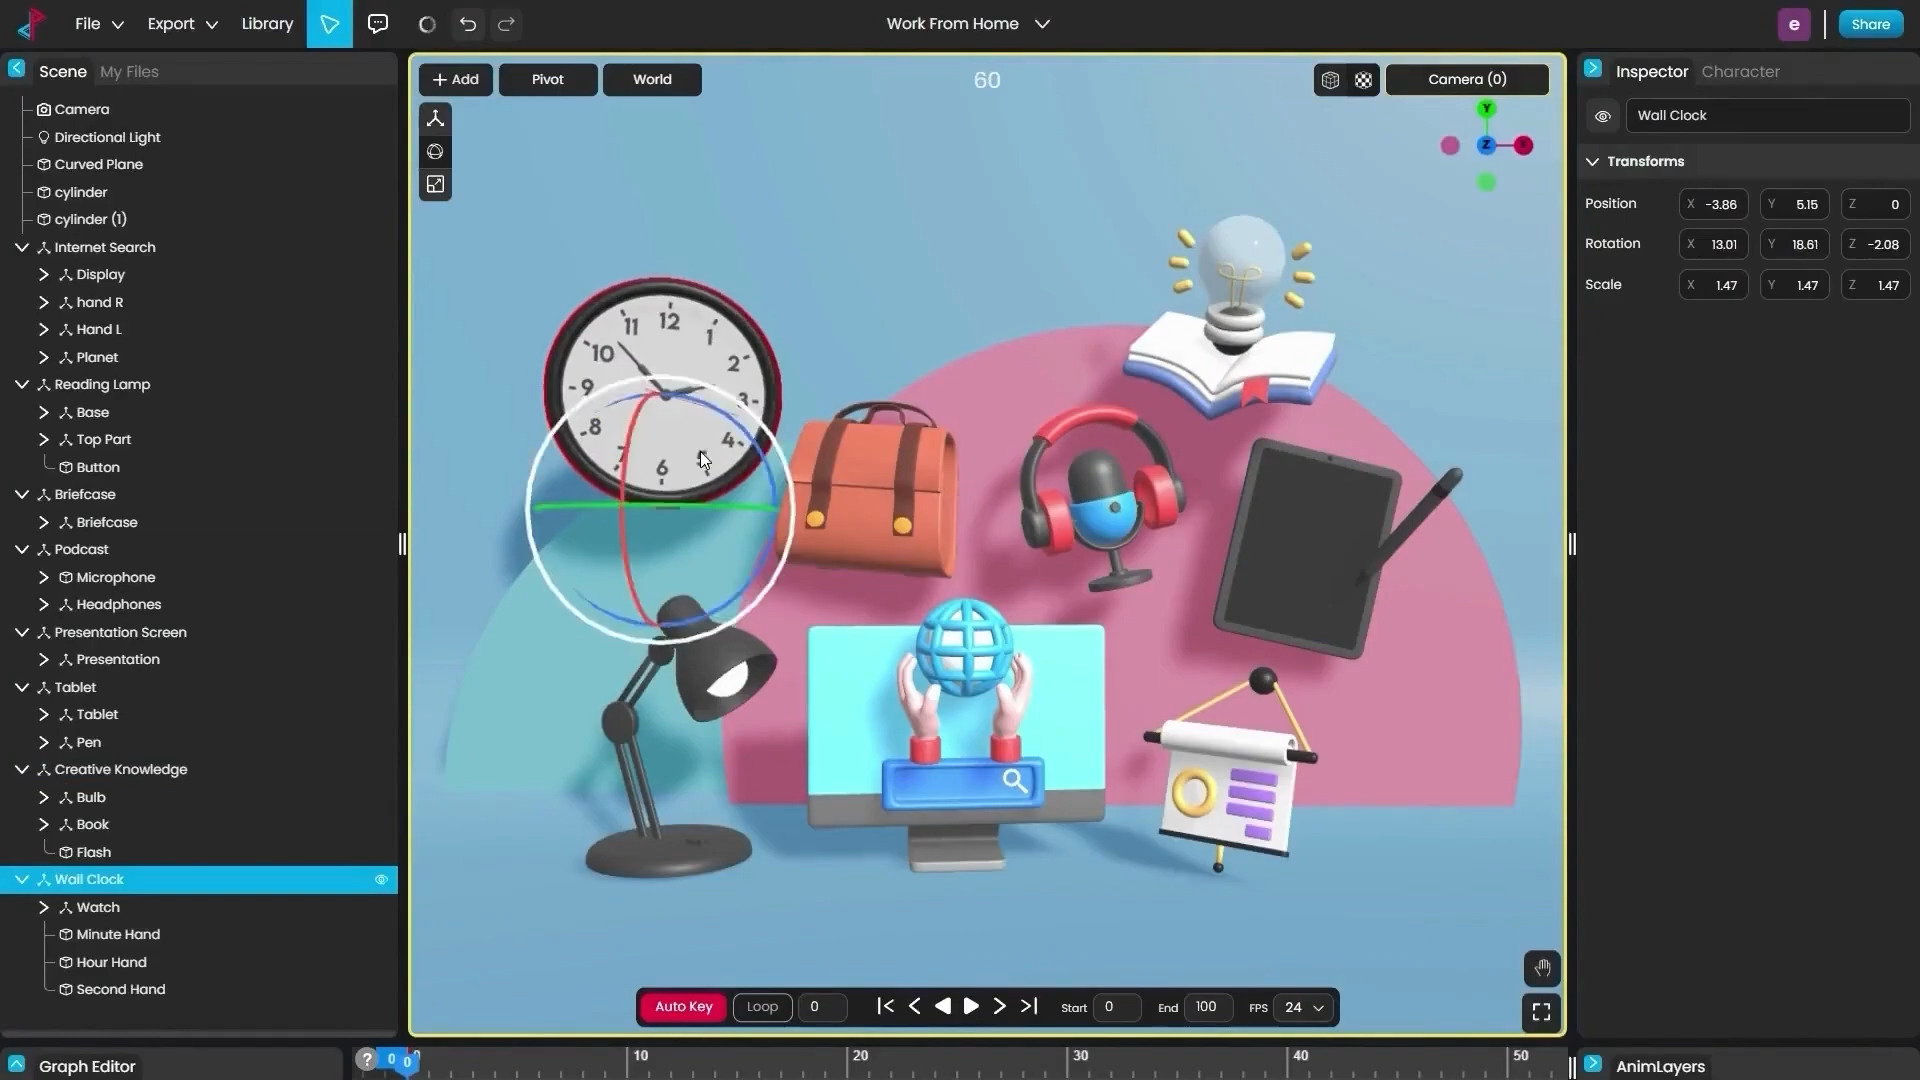 File
Export
Library
Work From Home
e
Share
Scene
My Files
Camera
Directional Light
Curved Plane
cylinder
cylinder (1)
Internet Search
Display
hand R
Hand L
Planet
Reading Lamp
Base
Top Part
Button
Briefcase
Briefcase
Podcast
Microphone
Headphones
Presentation Screen
Presentation
Tablet
Tablet
Pen
Creative Knowledge
Bulb
Book
Flash
Wall Clock
Watch
Minute Hand
Hour Hand
Second Hand
Graph Editor
Add
Pivot
World
60
Camera (0)
Y
Z
X
12
11
1
10
2
9
3
8
4
7
6
Auto Key
Loop
0
Start 0
End 100
FPS 24
? 0 0 0 10 20 30 40 50
Inspector
Character
Wall Clock
Transforms
Position X -3.86 Y 5.15 Z 0
Rotation X 13.01 Y 18.61 Z -2.08
Scale X 1.47 Y 1.47 Z 1.47
AnimLayers